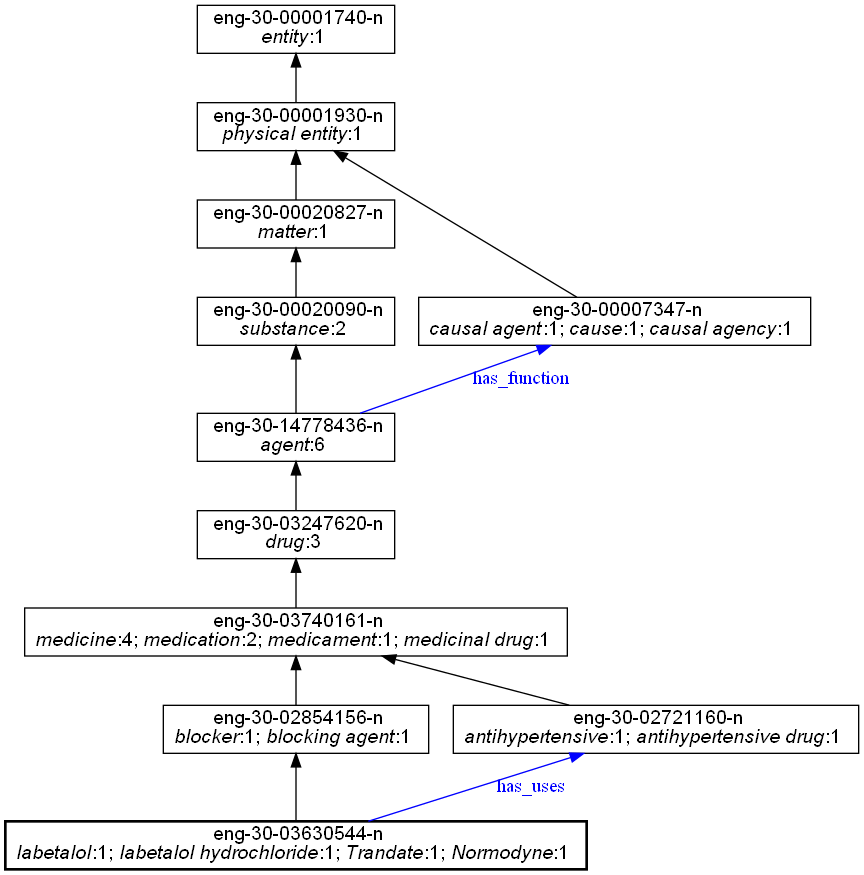 eng-30-00001740-n
entity:1
eng-30-00001930-n
physical entity:1
eng-30-00020827-n
matter:1
eng-30-00020090-n
substance:2
eng-30-00007347-n
causal agent:1; cause:1; causal agency:1
has_function
eng-30-14778436-n
agent:6
eng-30-03247620-n
drug:3
eng-30-03740161-n
medicine:4; medication:2; medicament:1; medicinal drug:1
eng-30-02854156-n
blocker:1; blocking agent:1
eng-30-02721160-n
antihypertensive:1; antihypertensive drug:1
has_uses
eng-30-03630544-n
labetalol:1; labetalol hydrochloride:1; Trandate:1; Normodyne:1